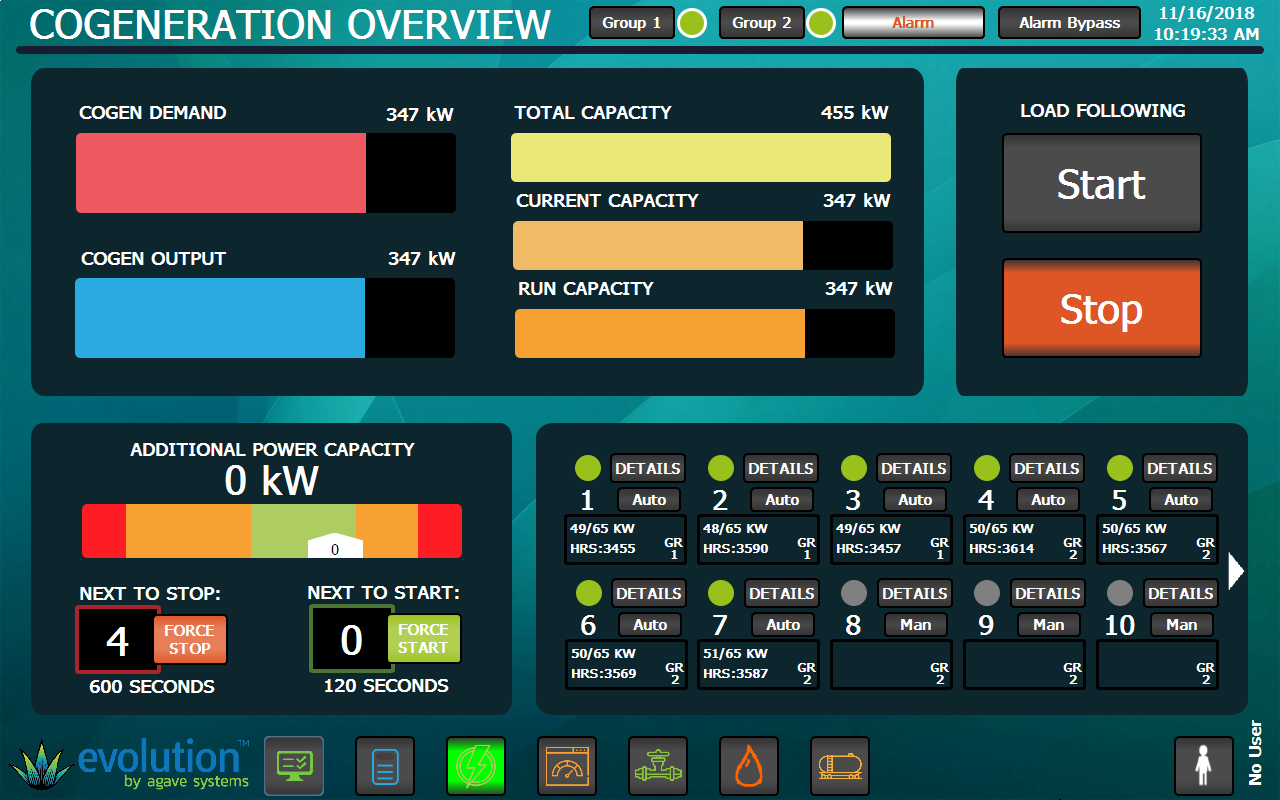 COGENERATION OVERVIEW
Group 1
Group 2
Alarm
Alarm Bypass
11/16/2018
10:19:33 AM
COGEN DEMAND 347 kW
COGEN OUTPUT 347 kW
TOTAL CAPACITY 455 kW
CURRENT CAPACITY 347 kW
RUN CAPACITY 347 kW
LOAD FOLLOWING
Start
Stop
ADDITIONAL POWER CAPACITY
0 kW
0
NEXT TO STOP:
4
FORCE
STOP
600 SECONDS
NEXT TO START:
0
FORCE
START
120 SECONDS
DETAILS
1 Auto
49/65 KW
HRS:3455 GR
1
DETAILS
2 Auto
48/65 KW
HRS:3590 GR
1
DETAILS
3 Auto
49/65 KW
HRS:3457 GR
1
DETAILS
4 Auto
50/65 KW
HRS:3614 GR
2
DETAILS
5 Auto
50/65 KW
HRS:3567 GR
2
DETAILS
6 Auto
50/65 KW
HRS:3569 GR
2
DETAILS
7 Auto
51/65 KW
HRS:3587 GR
2
DETAILS
8 Man
GR
2
DETAILS
9 Man
GR
2
DETAILS
10 Man
GR
2
evolution™
by agave systems
No User